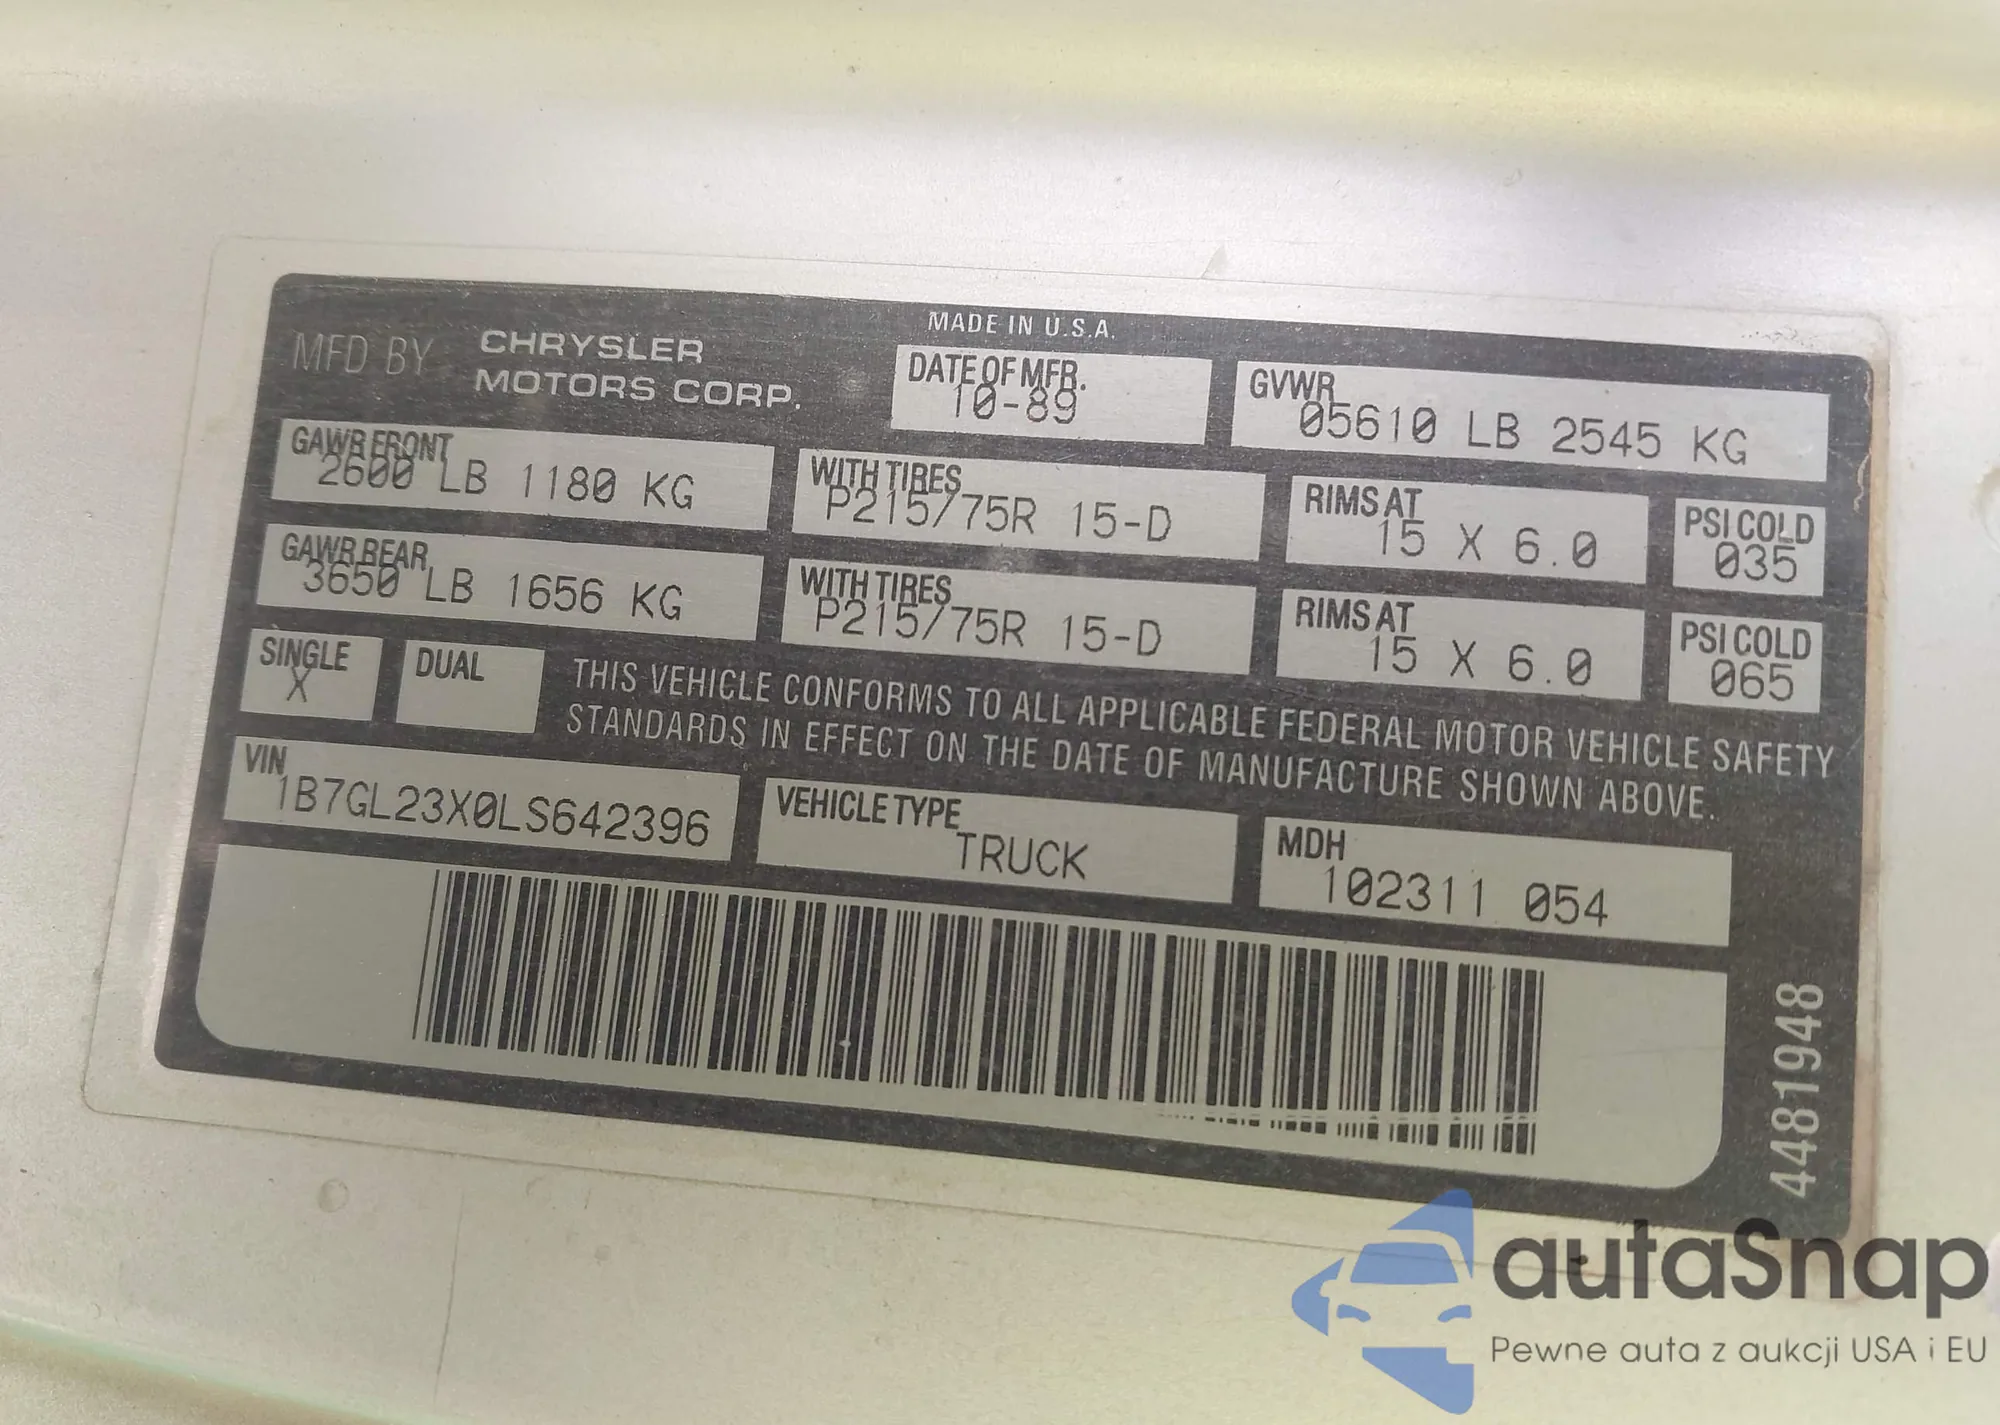 MADE IN U.S.A.
MFD BY CHRYSLER MOTORS CORP.
DATE OF MFR.
10-89
GVWR
05610 LB 2545 KG
GAWR FRONT
2600 LB 1180 KG
WITH TIRES
P215/75R 15-D
RIMS AT
15 X 6.0
PSI COLD
035
GAWR REAR
3650 LB 1656 KG
WITH TIRES
P215/75R 15-D
RIMS AT
15 X 6.0
PSI COLD
065
SINGLE
X
DUAL
THIS VEHICLE CONFORMS TO ALL APPLICABLE FEDERAL MOTOR VEHICLE SAFETY
STANDARDS IN EFFECT ON THE DATE OF MANUFACTURE SHOWN ABOVE.
VIN
1B7GL23X0LS642396
VEHICLE TYPE
TRUCK
MDH
102311 054
4481948
autaSnap
Pewne auta z aukcji USA i EU